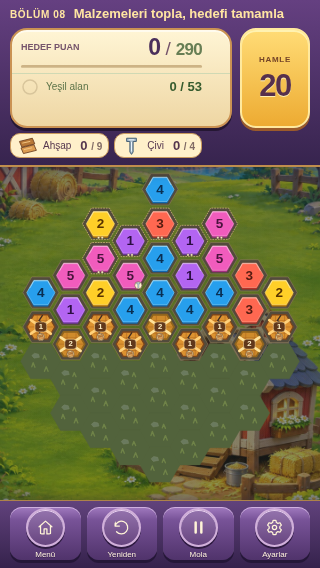 BÖLÜM 08 Malzemeleri topla, hedefi tamamla
HEDEF PUAN 0 / 290
Yeşil alan 0 / 53
HAMLE
20
Ahşap 0 / 9 Çivi 0 / 4
4
2 3 5
1 1
5 4 5
5 5 1 3
4 2 4 4 2
1 4 4 3
1 1 2 1 1
2 1 1 2
Menü Yeniden Mola Ayarlar